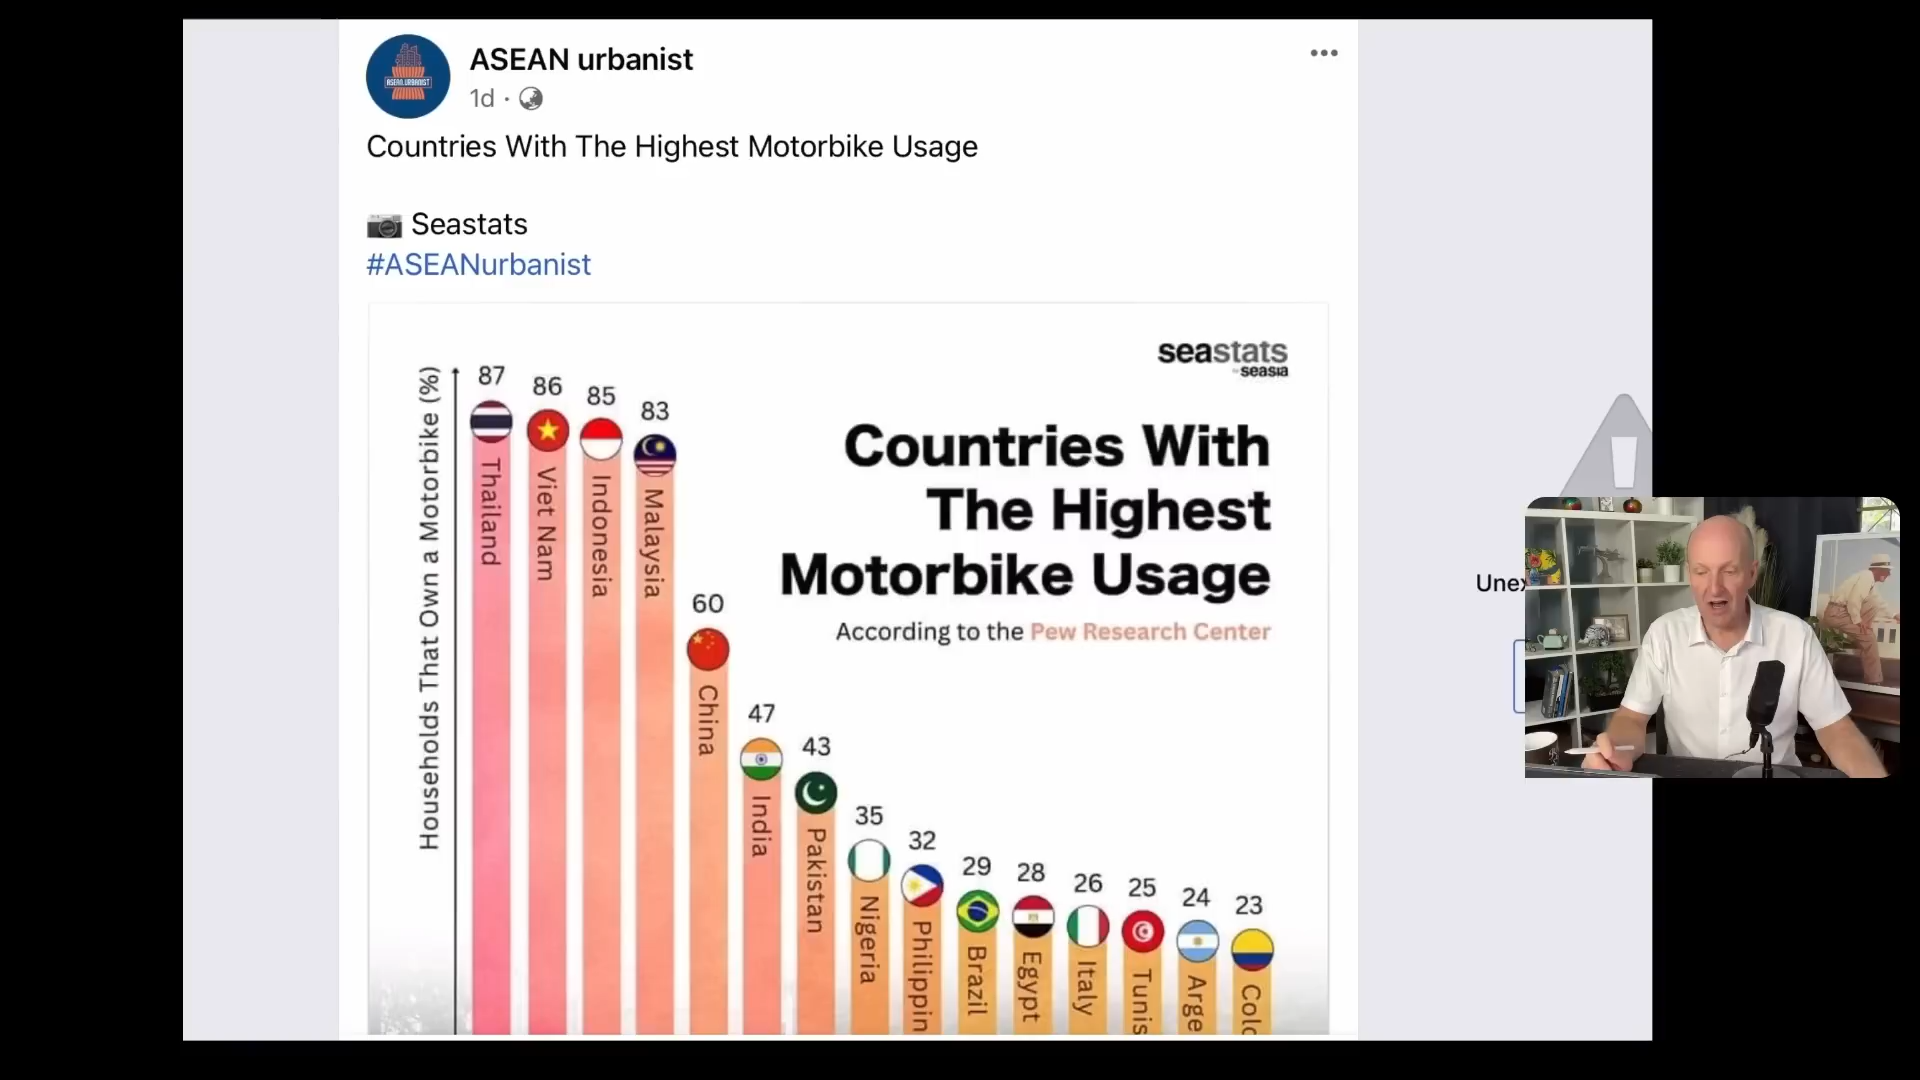 ASEAN urbanist
1d ·
Countries With The Highest Motorbike Usage
Seastats
#ASEANurbanist
seastats
by seasia
Countries With
The Highest
Motorbike Usage
According to the Pew Research Center
Households That Own a Motorbike (%)
87
86
85
83
60
47
43
35
32
29
28
26
25
24
23
Thailand
Viet Nam
Indonesia
Malaysia
China
India
Pakistan
Nigeria
Philippin
Brazil
Egypt
Italy
Tunis
Arge
Colo
Unex